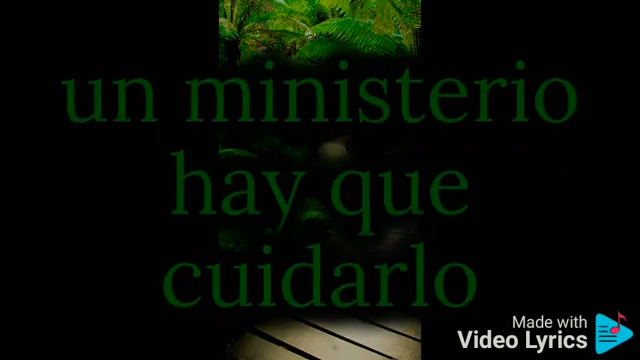 un ministerio
hay que
cuidarlo
Made with
Video Lyrics